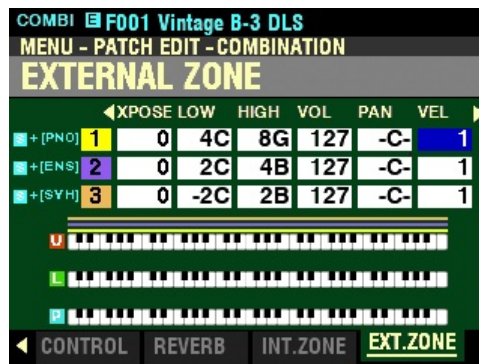 COMBI E F001 Vintage B-3 DLS
MENU - PATCH EDIT - COMBINATION
EXTERNAL ZONE
XPOSE LOW HIGH VOL PAN VEL
S +[PNO] 1 0 4C 8G 127 -C- 1
S +[ENS] 2 0 2C 4B 127 -C- 1
S +[SYH] 3 0 -2C 2B 127 -C- 1
U
L
P
CONTROL REVERB INT.ZONE EXT.ZONE